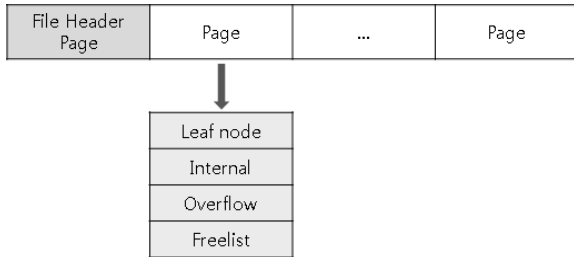 File Header
Page
Page
...
Page
Leaf node
Internal
Overflow
Freelist